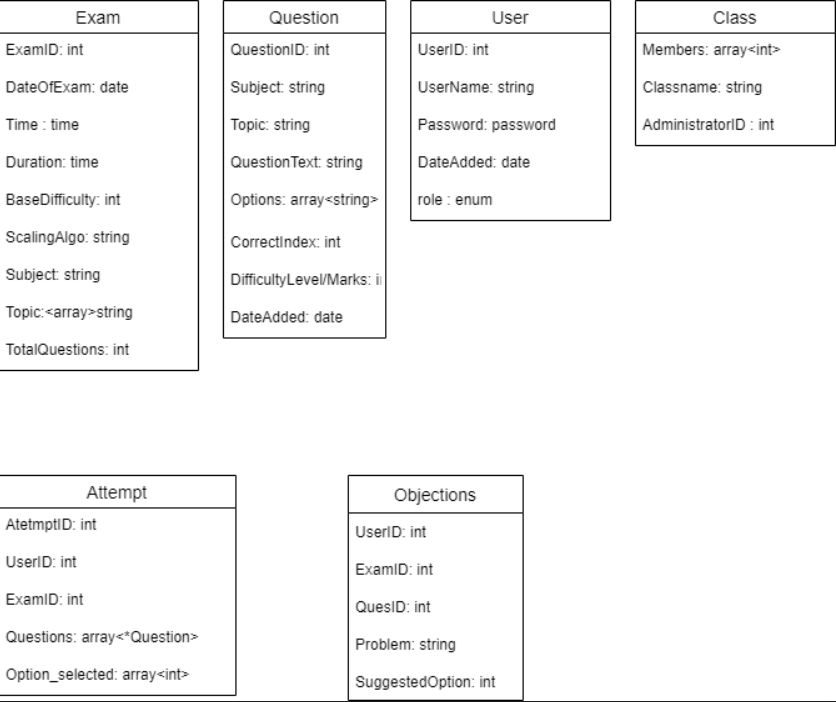 Exam
ExamID: int
DateOfExam: date
Time : time
Duration: time
BaseDifficulty: int
ScalingAlgo: string
Subject: string
Topic:<array>string
TotalQuestions: int
Question
QuestionID: int
Subject: string
Topic: string
QuestionText: string
Options: array<string>
CorrectIndex: int
DifficultyLevel/Marks: i
DateAdded: date
User
UserID: int
UserName: string
Password: password
DateAdded: date
role : enum
Class
Members: array<int>
Classname: string
AdministratorID : int
Attempt
AtetmptID: int
UserID: int
ExamID: int
Questions: array<*Question>
Option_selected: array<int>
Objections
UserID: int
ExamID: int
QuesID: int
Problem: string
SuggestedOption: int